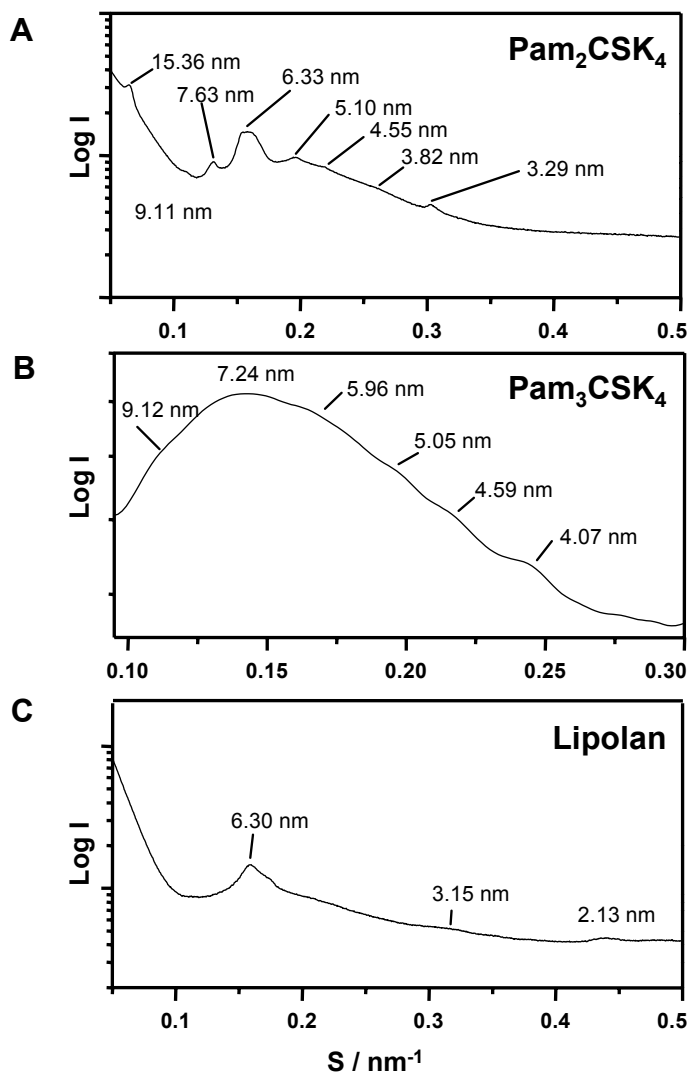 A
Pam₂CSK₄
15.36 nm
7.63 nm
6.33 nm
5.10 nm
4.55 nm
3.82 nm
3.29 nm
9.11 nm
Log I
0.1 0.2 0.3 0.4 0.5
B
Pam₃CSK₄
9.12 nm
7.24 nm
5.96 nm
5.05 nm
4.59 nm
4.07 nm
Log I
0.10 0.15 0.20 0.25 0.30
C
Lipolan
6.30 nm
3.15 nm
2.13 nm
Log I
0.1 0.2 0.3 0.4 0.5
S / nm⁻¹